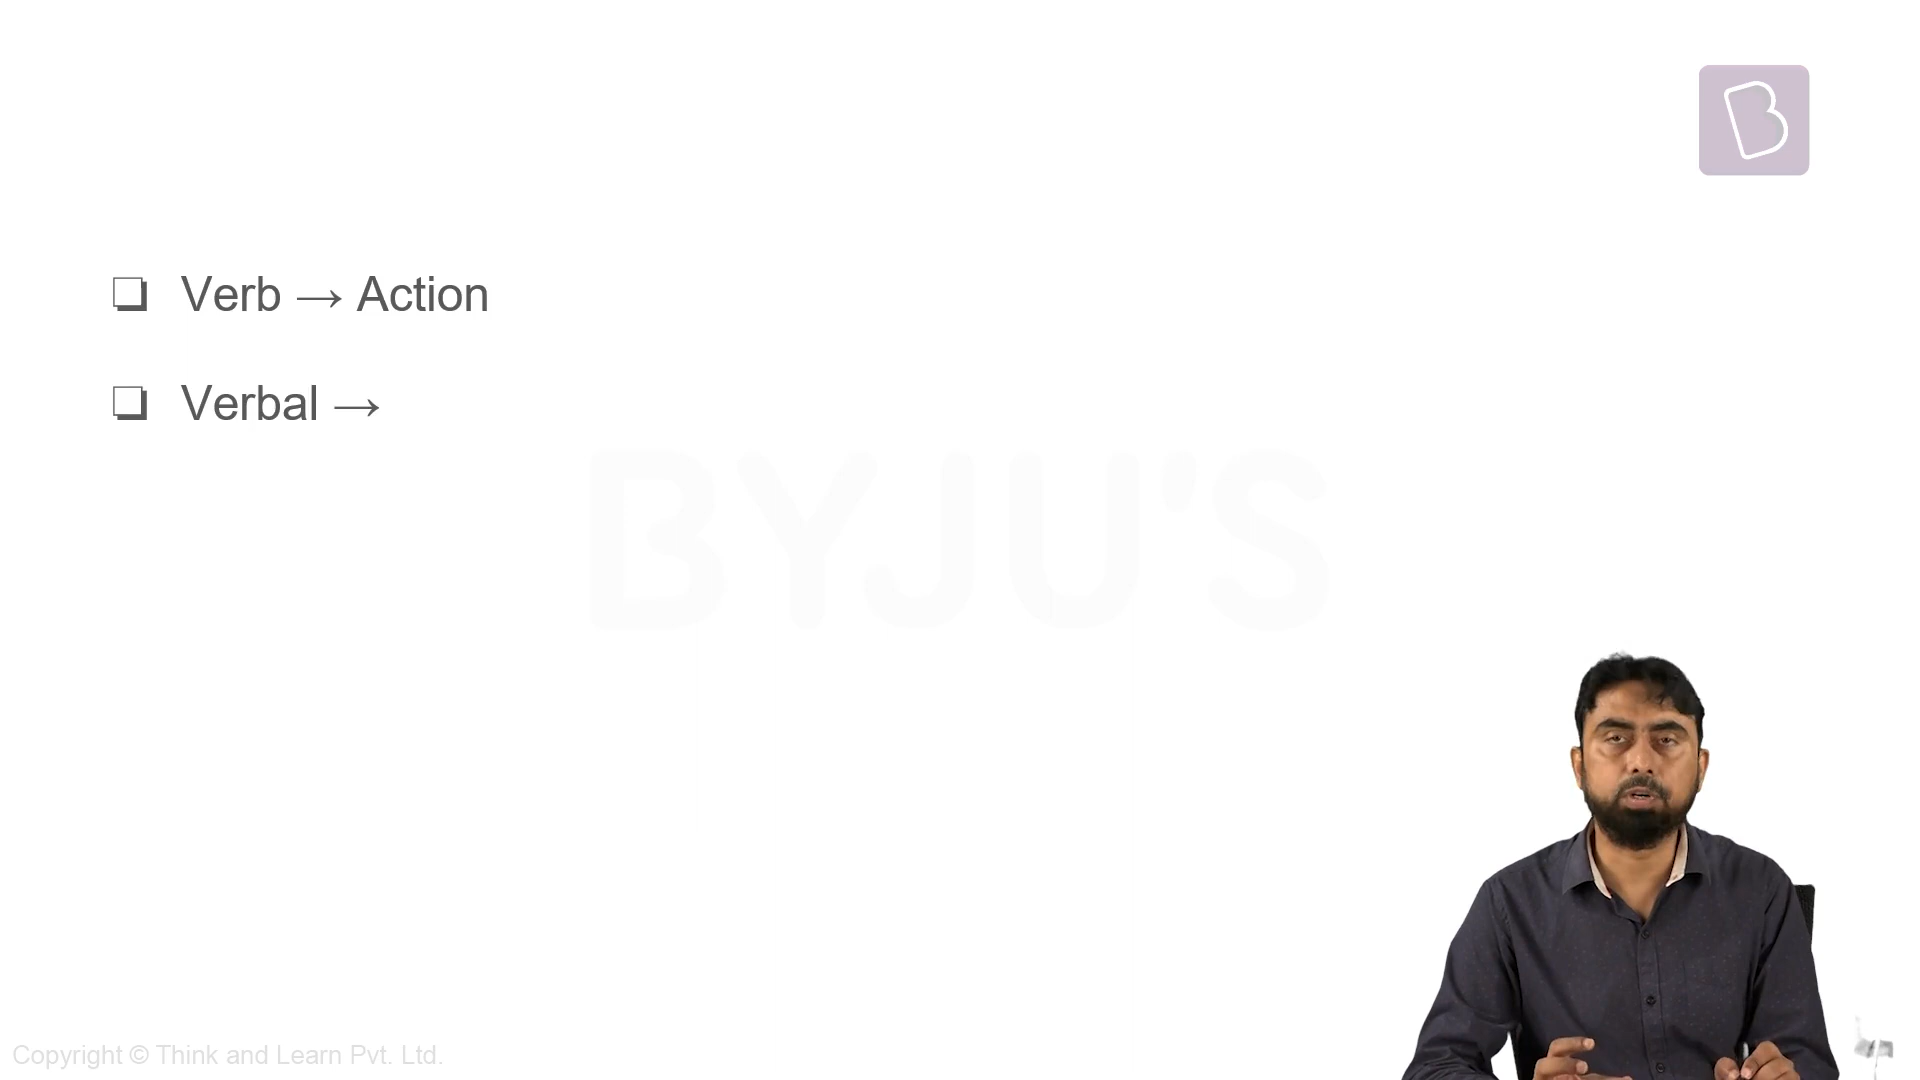 B
❏ Verb → Action
❏ Verbal →
BYJU'S
Copyright © Think and Learn Pvt. Ltd.